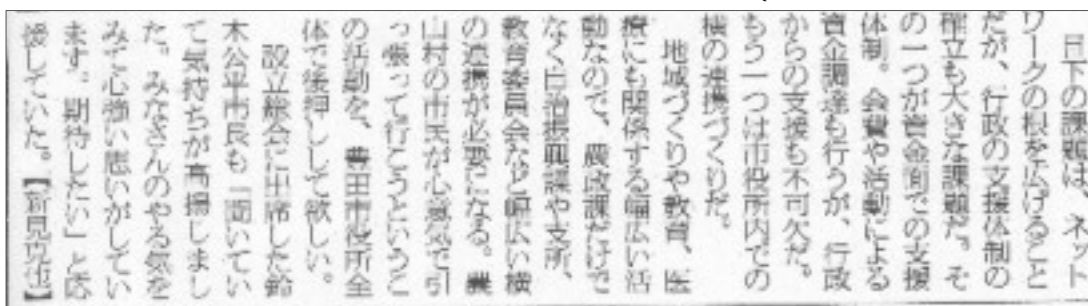 目下の課題は、ネット
ワークの根を広げること
だが、行政の支援体制の
確立も大きな課題だ。そ
の一つが資金面での支援
体制。会費や活動による
資金調達も行うが、行政
からの支援も不可欠だ。
もう一つは市役所内での
横の連携づくりだ。
地域づくりや教育、医
療にも関係する幅広い活
動なので、農政課だけで
なく自治振興課や支所、
教育委員会など幅広い横
の連携が必要になる。農
山村の市民が心意気で引
っ張って行こうというこ
の活動を、豊田市役所全
体で後押しして欲しい。
設立総会に出席した鈴
木公平市長も「聞いてい
て気持ちが高揚しまし
た。みなさんのやる気を
みて心強い思いがしてい
ます。期待したい」と応
援していた。【新見克也】